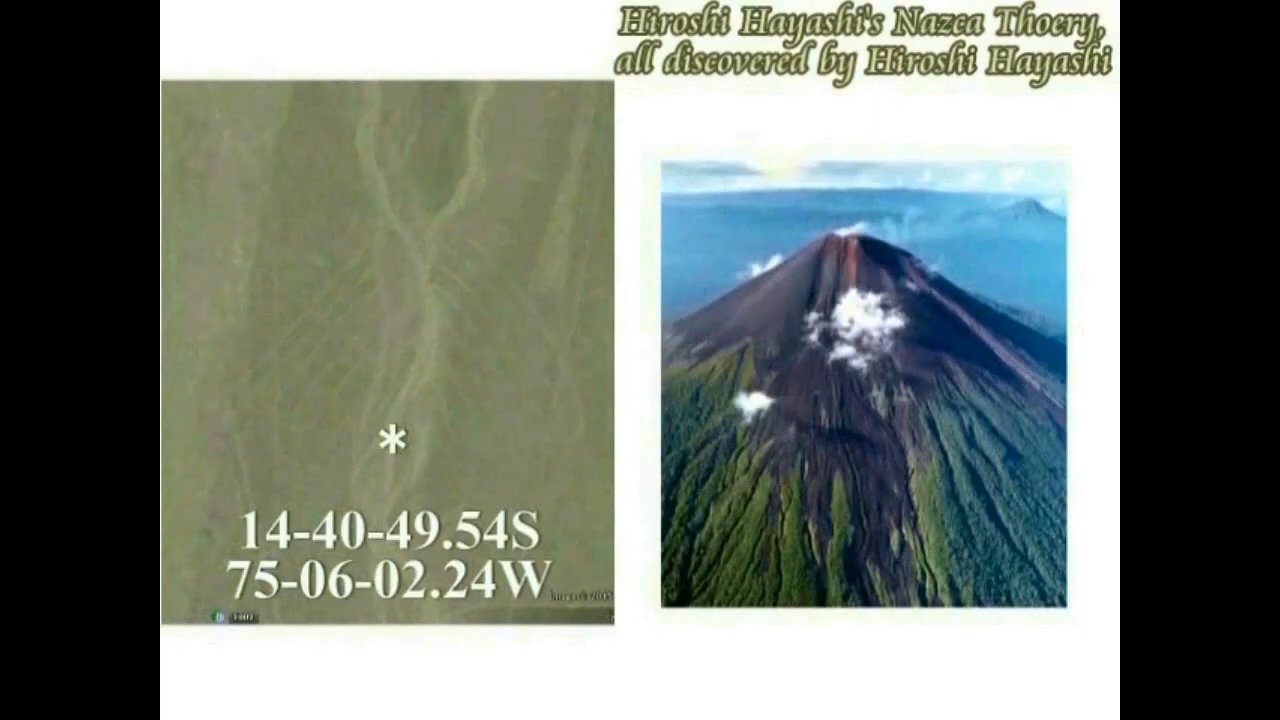 Hiroshi Hayashi's Nazca Thoery,
all discovered by Hiroshi Hayashi
*
14-40-49.54S
75-06-02.24W